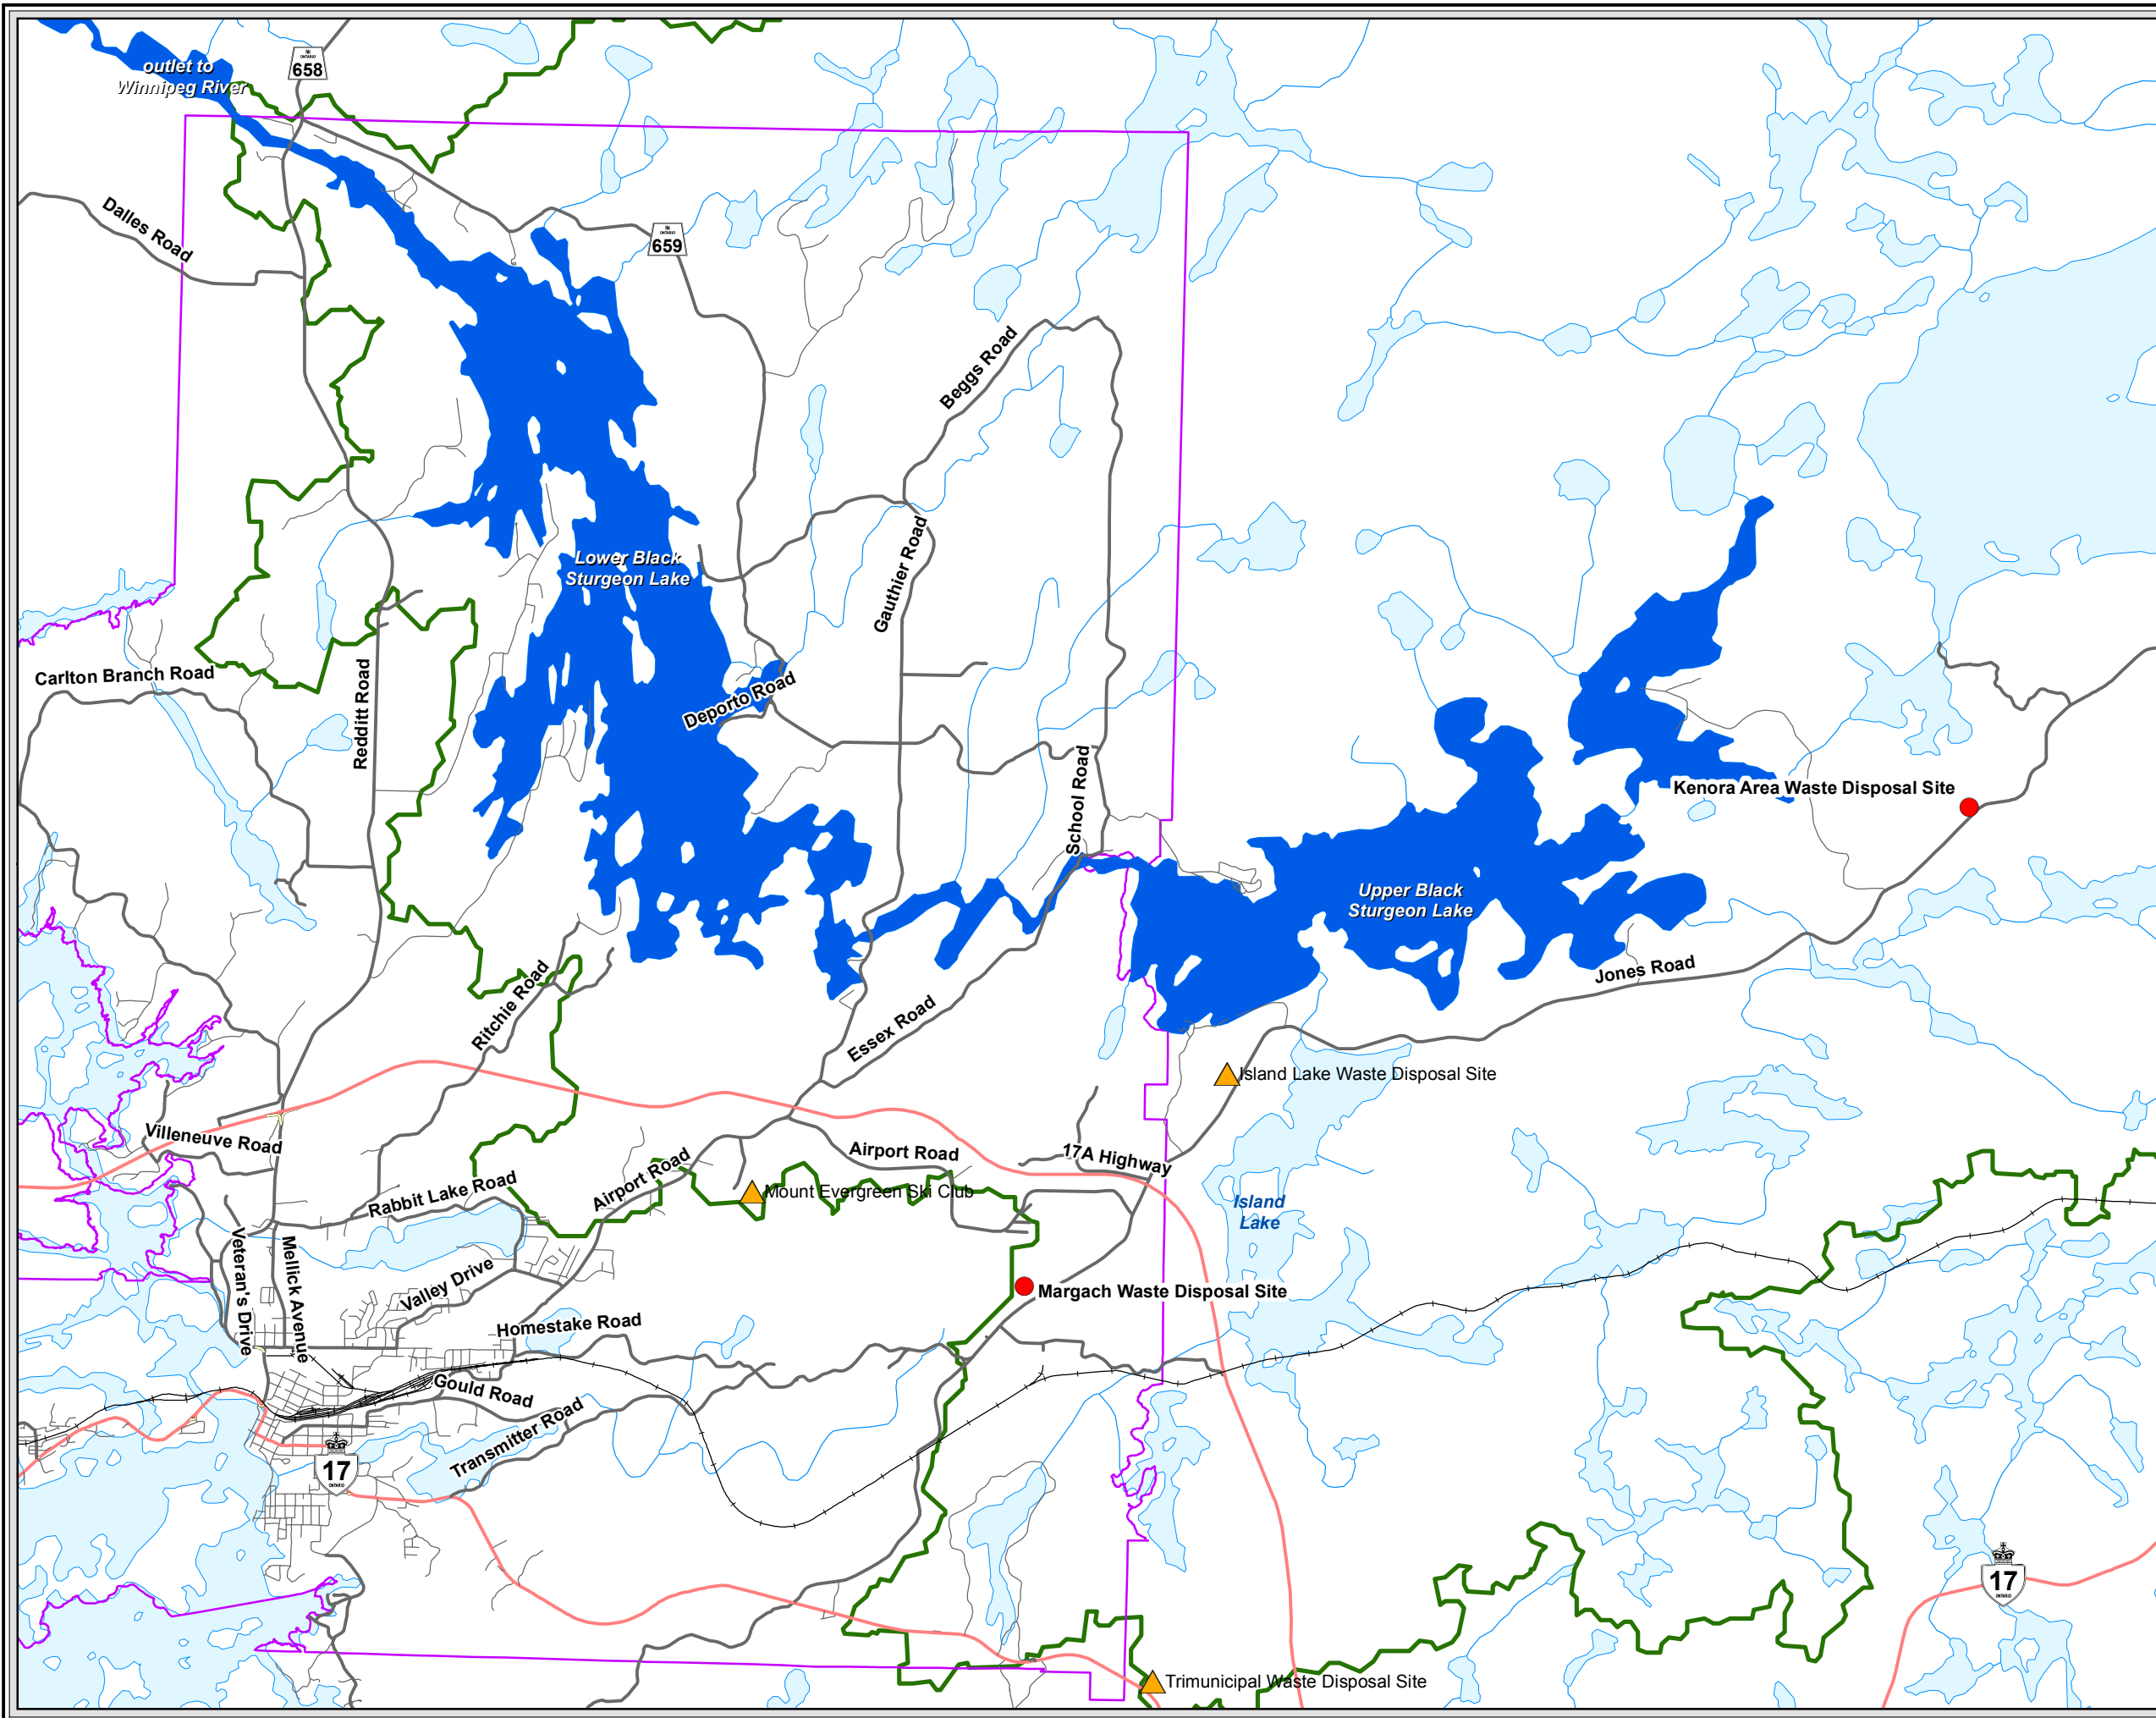 outlet to
Winnipeg River
ONTARIO
658
Dalles Road
ONTARIO
659
Beggs Road
Gauthier Road
Lower Black
Sturgeon Lake
Carlton Branch Road
Redditt Road
Deporto Road
School Road
Kenora Area Waste Disposal Site
Upper Black
Sturgeon Lake
Jones Road
Ritchie Road
Essex Road
Island Lake Waste Disposal Site
Villeneuve Road
Airport Road
17A Highway
Rabbit Lake Road
Airport Road
Mount Evergreen Ski Club
Island
Lake
Veteran's Drive
Mellick Avenue
Valley Drive
Margach Waste Disposal Site
Homestake Road
Gould Road
Transmitter Road
17
ONTARIO
17
ONTARIO
Trimunicipal Waste Disposal Site